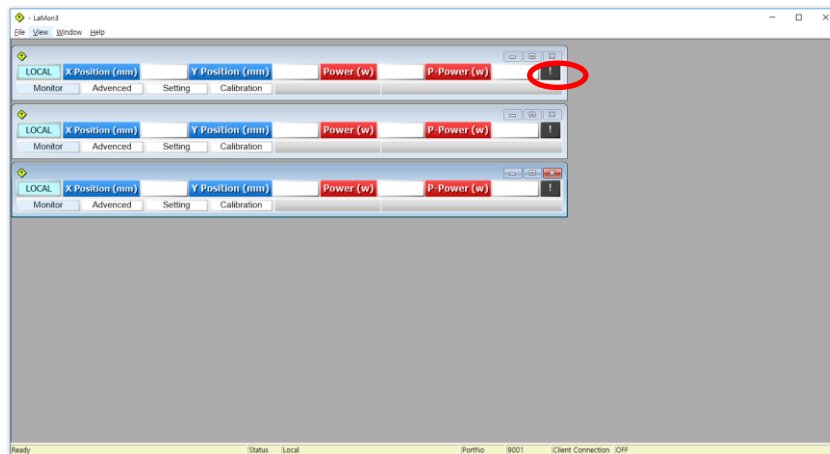 - LaMon3
File View Window Help
LOCAL X Position (mm) Y Position (mm) Power (w) P-Power (w) !
Monitor Advanced Setting Calibration
LOCAL X Position (mm) Y Position (mm) Power (w) P-Power (w) !
Monitor Advanced Setting Calibration
LOCAL X Position (mm) Y Position (mm) Power (w) P-Power (w) !
Monitor Advanced Setting Calibration
Ready Status Local PortNo 9001 Client Connection OFF